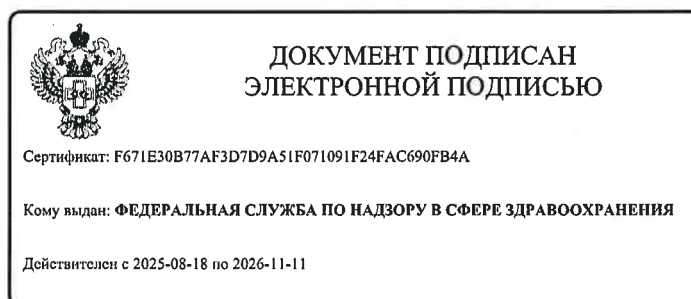 ДОКУМЕНТ ПОДПИСАН
ЭЛЕКТРОННОЙ ПОДПИСЬЮ
Сертификат: F671E30B77AF3D7D9A51F071091F24FAC690FB4A
Кому выдан: ФЕДЕРАЛЬНАЯ СЛУЖБА ПО НАДЗОРУ В СФЕРЕ ЗДРАВООХРАНЕНИЯ
Действителен с 2025-08-18 по 2026-11-11